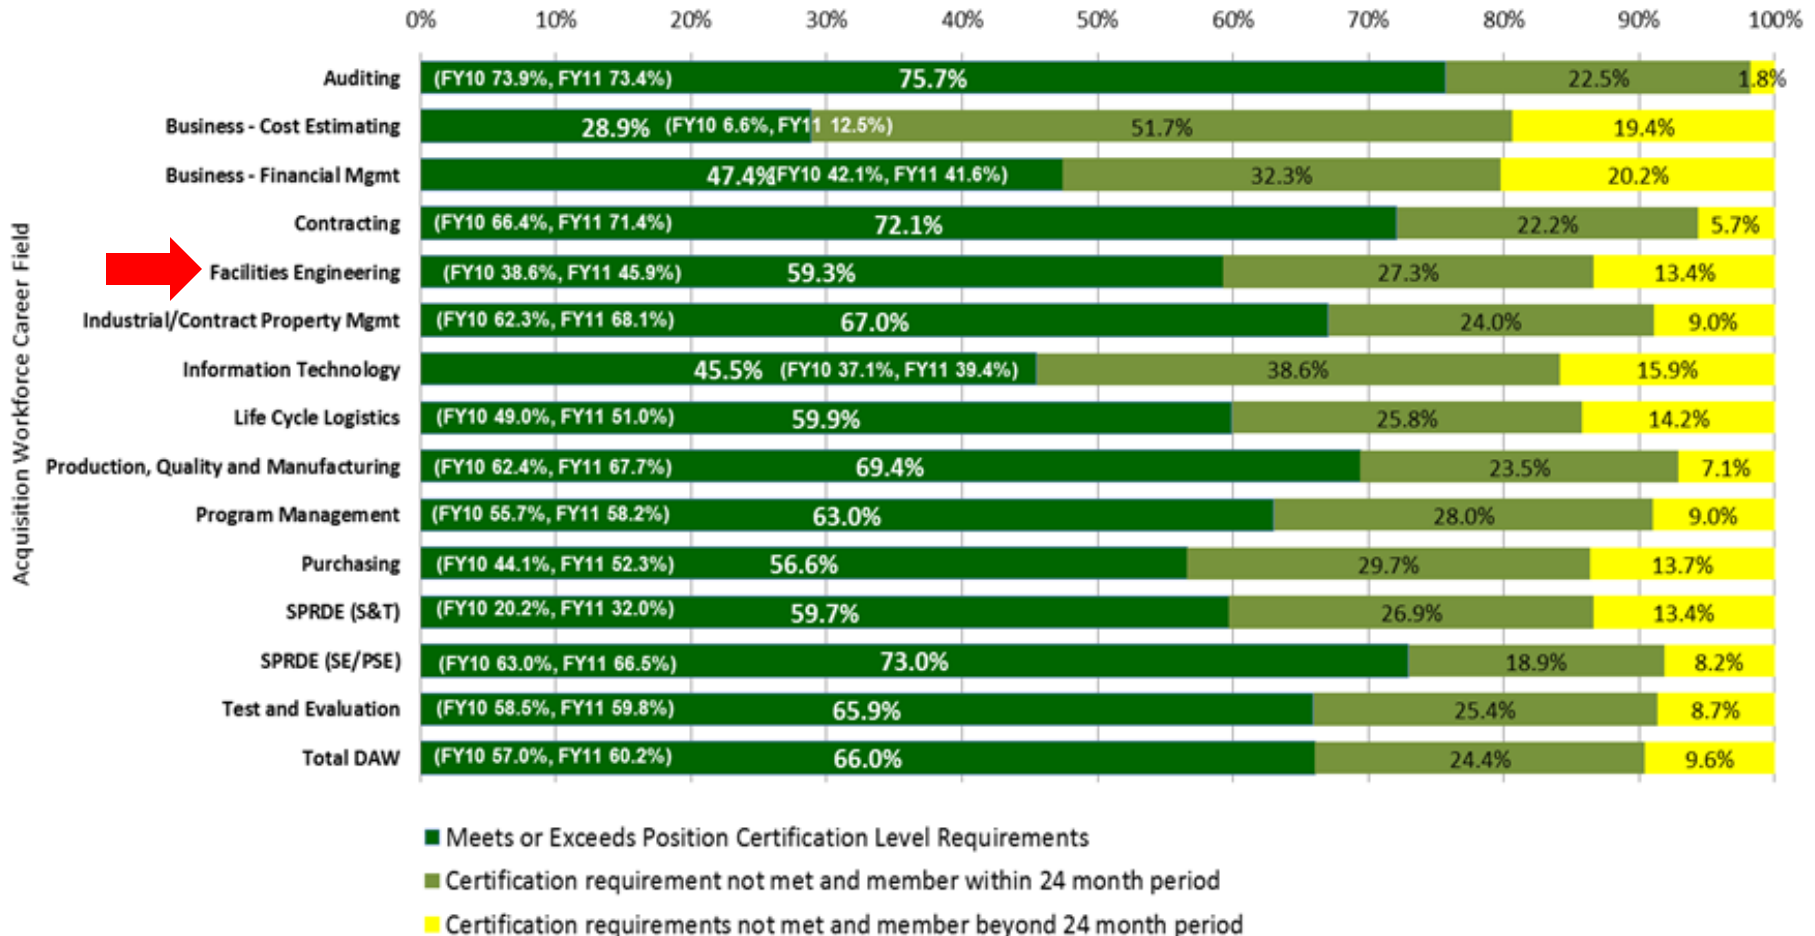 0% 10% 20% 30% 40% 50% 60% 70% 80% 90% 100%
Acquisition Workforce Career Field
Auditing (FY10 73.9%, FY11 73.4%) 75.7% 22.5% 1.8%
Business - Cost Estimating 28.9% (FY10 6.6%, FY11 12.5%) 51.7% 19.4%
Business - Financial Mgmt 47.4% (FY10 42.1%, FY11 41.6%) 32.3% 20.2%
Contracting (FY10 66.4%, FY11 71.4%) 72.1% 22.2% 5.7%
Facilities Engineering (FY10 38.6%, FY11 45.9%) 59.3% 27.3% 13.4%
Industrial/Contract Property Mgmt (FY10 62.3%, FY11 68.1%) 67.0% 24.0% 9.0%
Information Technology 45.5% (FY10 37.1%, FY11 39.4%) 38.6% 15.9%
Life Cycle Logistics (FY10 49.0%, FY11 51.0%) 59.9% 25.8% 14.2%
Production, Quality and Manufacturing (FY10 62.4%, FY11 67.7%) 69.4% 23.5% 7.1%
Program Management (FY10 55.7%, FY11 58.2%) 63.0% 28.0% 9.0%
Purchasing (FY10 44.1%, FY11 52.3%) 56.6% 29.7% 13.7%
SPRDE (S&T) (FY10 20.2%, FY11 32.0%) 59.7% 26.9% 13.4%
SPRDE (SE/PSE) (FY10 63.0%, FY11 66.5%) 73.0% 18.9% 8.2%
Test and Evaluation (FY10 58.5%, FY11 59.8%) 65.9% 25.4% 8.7%
Total DAW (FY10 57.0%, FY11 60.2%) 66.0% 24.4% 9.6%
Meets or Exceeds Position Certification Level Requirements
Certification requirement not met and member within 24 month period
Certification requirements not met and member beyond 24 month period